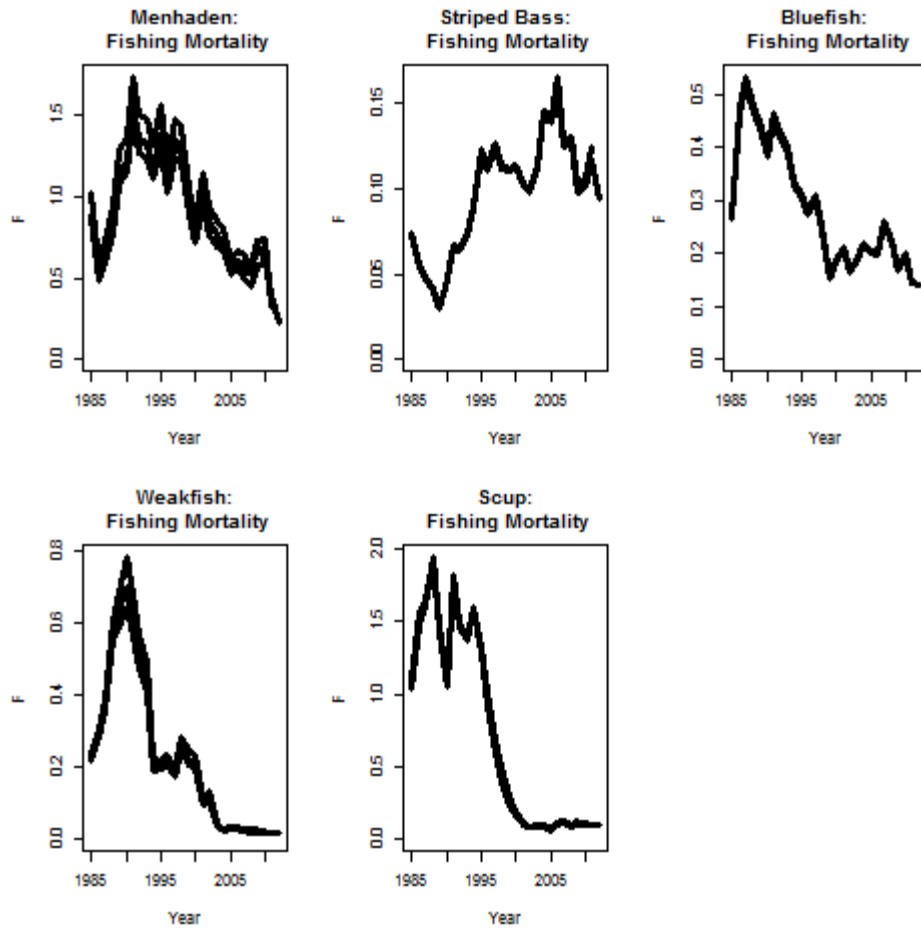 Menhaden:
Fishing Mortality
F
0.0 0.5 1.0 1.5
1985 1995 2005
Year
Striped Bass:
Fishing Mortality
F
0.00 0.05 0.10 0.15
1985 1995 2005
Year
Bluefish:
Fishing Mortality
F
0.0 0.1 0.2 0.3 0.4 0.5
1985 1995 2005
Year
Weakfish:
Fishing Mortality
F
0.0 0.2 0.4 0.6 0.8
1985 1995 2005
Year
Scup:
Fishing Mortality
F
0.0 0.5 1.0 1.5 2.0
1985 1995 2005
Year